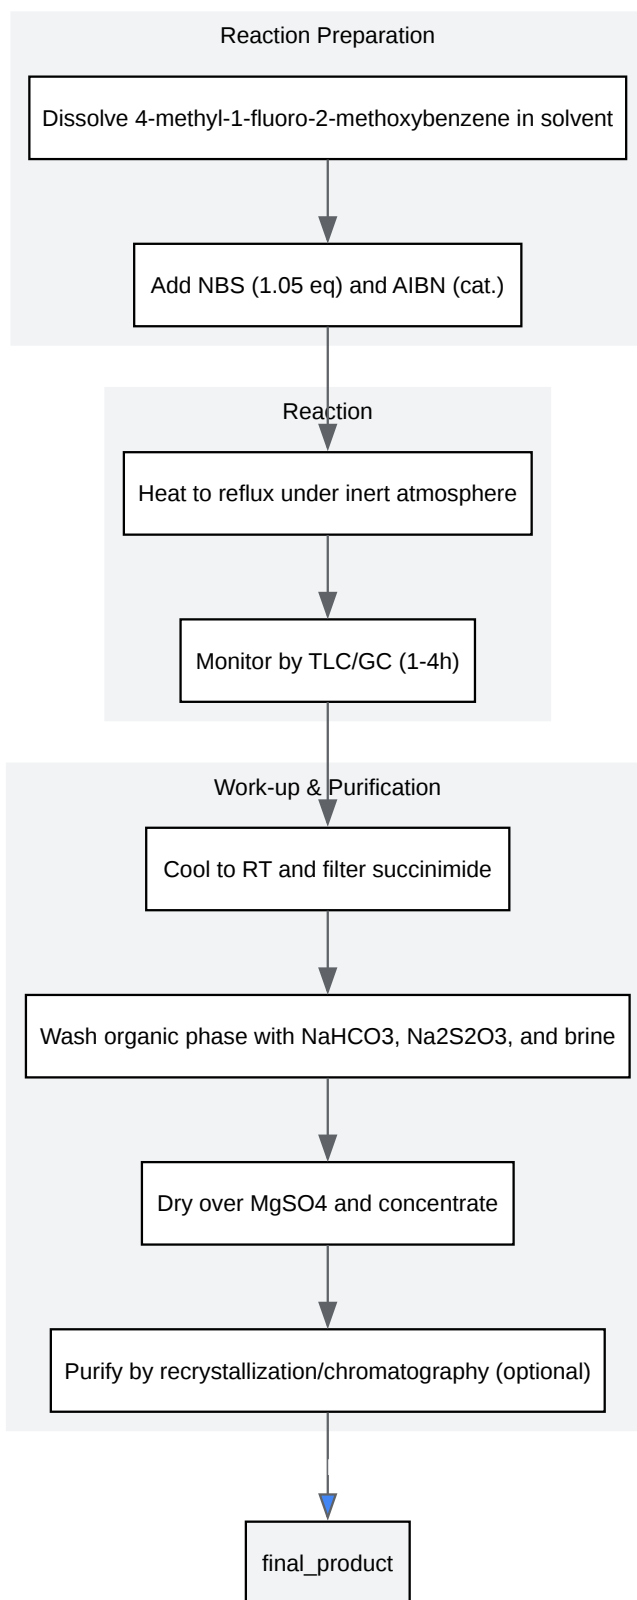 Reaction Preparation
Dissolve 4-methyl-1-fluoro-2-methoxybenzene in solvent
Add NBS (1.05 eq) and AIBN (cat.)
Reaction
Heat to reflux under inert atmosphere
Monitor by TLC/GC (1-4h)
Work-up & Purification
Cool to RT and filter succinimide
Wash organic phase with NaHCO3, Na2S2O3, and brine
Dry over MgSO4 and concentrate
Purify by recrystallization/chromatography (optional)
final_product